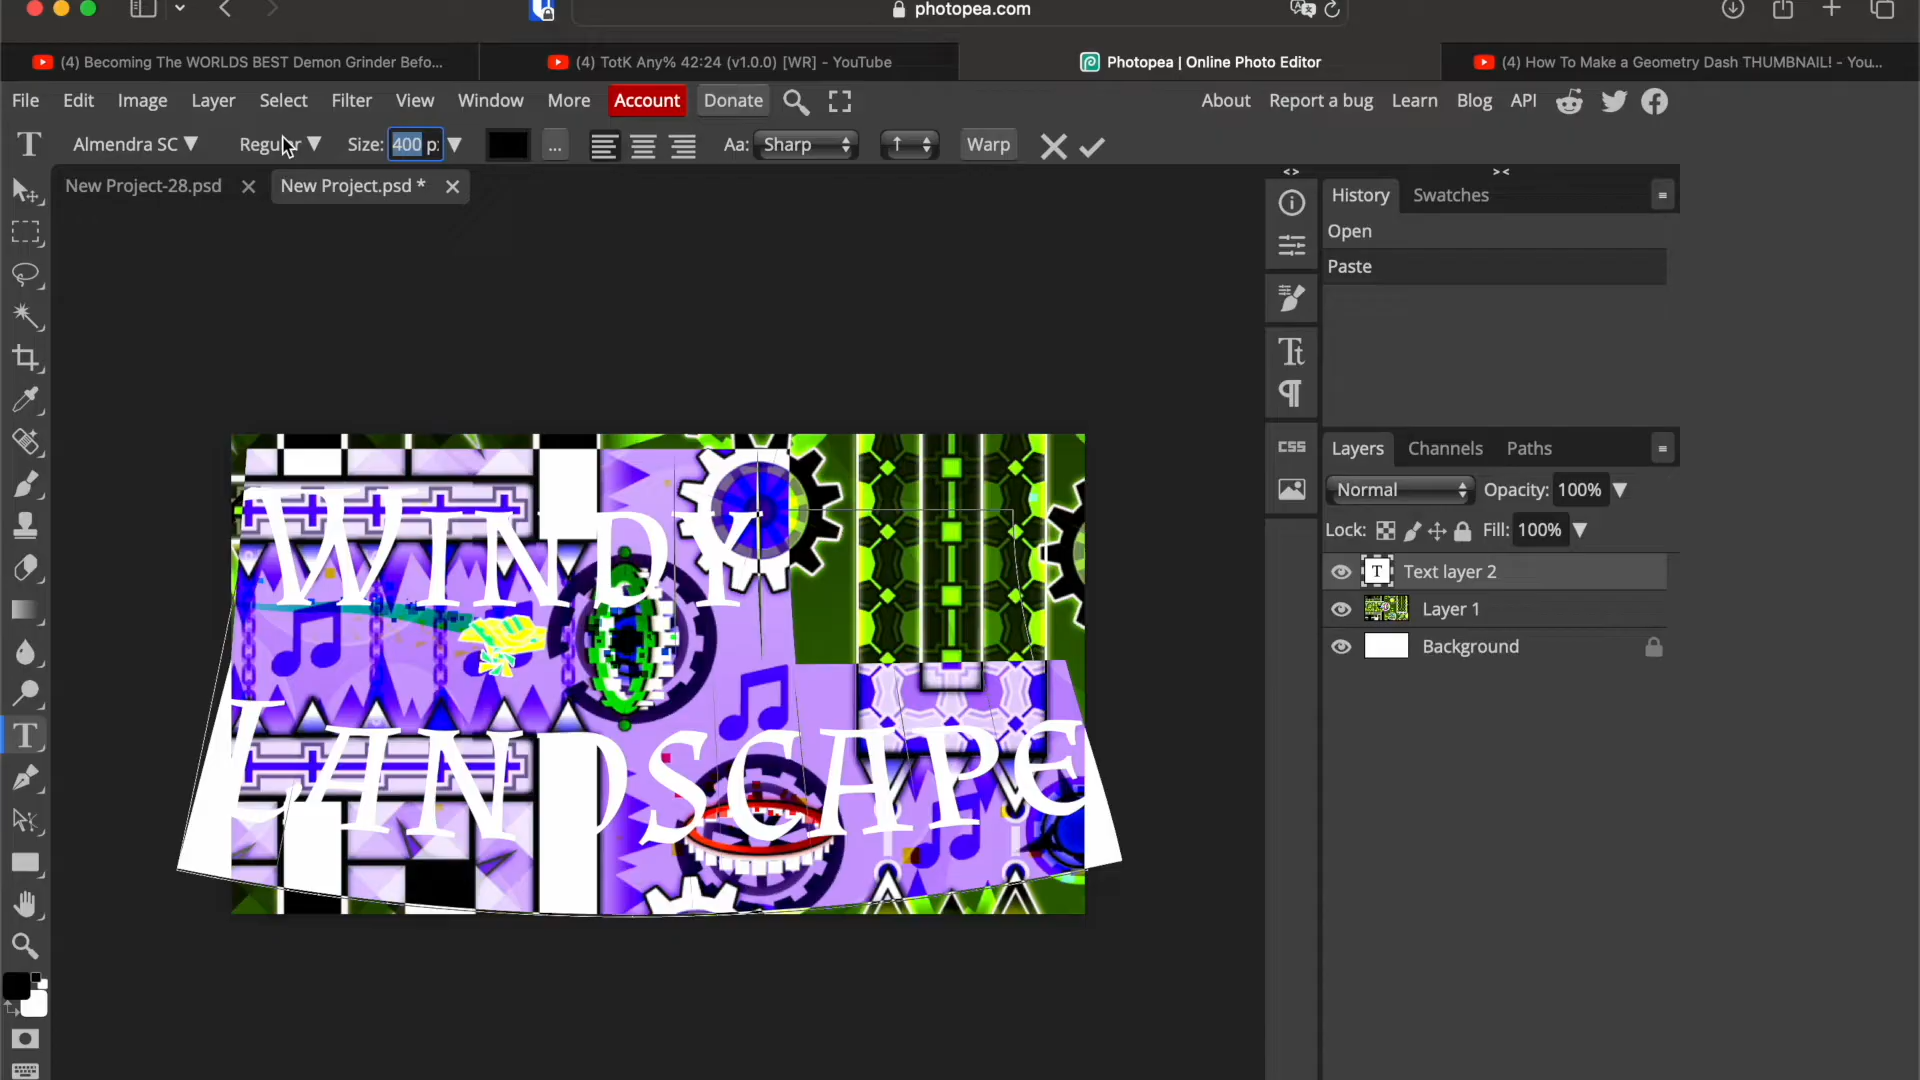 photopea.com
(4) Becoming The WORLDS BEST Demon Grinder Befo...
(4) TotK Any% 42:24 (v1.0.0) [WR] - YouTube
Photopea | Online Photo Editor
(4) How To Make a Geometry Dash THUMBNAIL! - You...
File Edit Image Layer Select Filter View Window More Account Donate
About Report a bug Learn Blog API
Almendra SC Regular Size: 400 p Aa: Sharp Warp
New Project-28.psd
New Project.psd *
History Swatches
Open
Paste
CSS
Layers Channels Paths
Normal Opacity: 100%
Lock: Fill: 100%
Text layer 2
Layer 1
Background
WINDY
LANDSCAPE